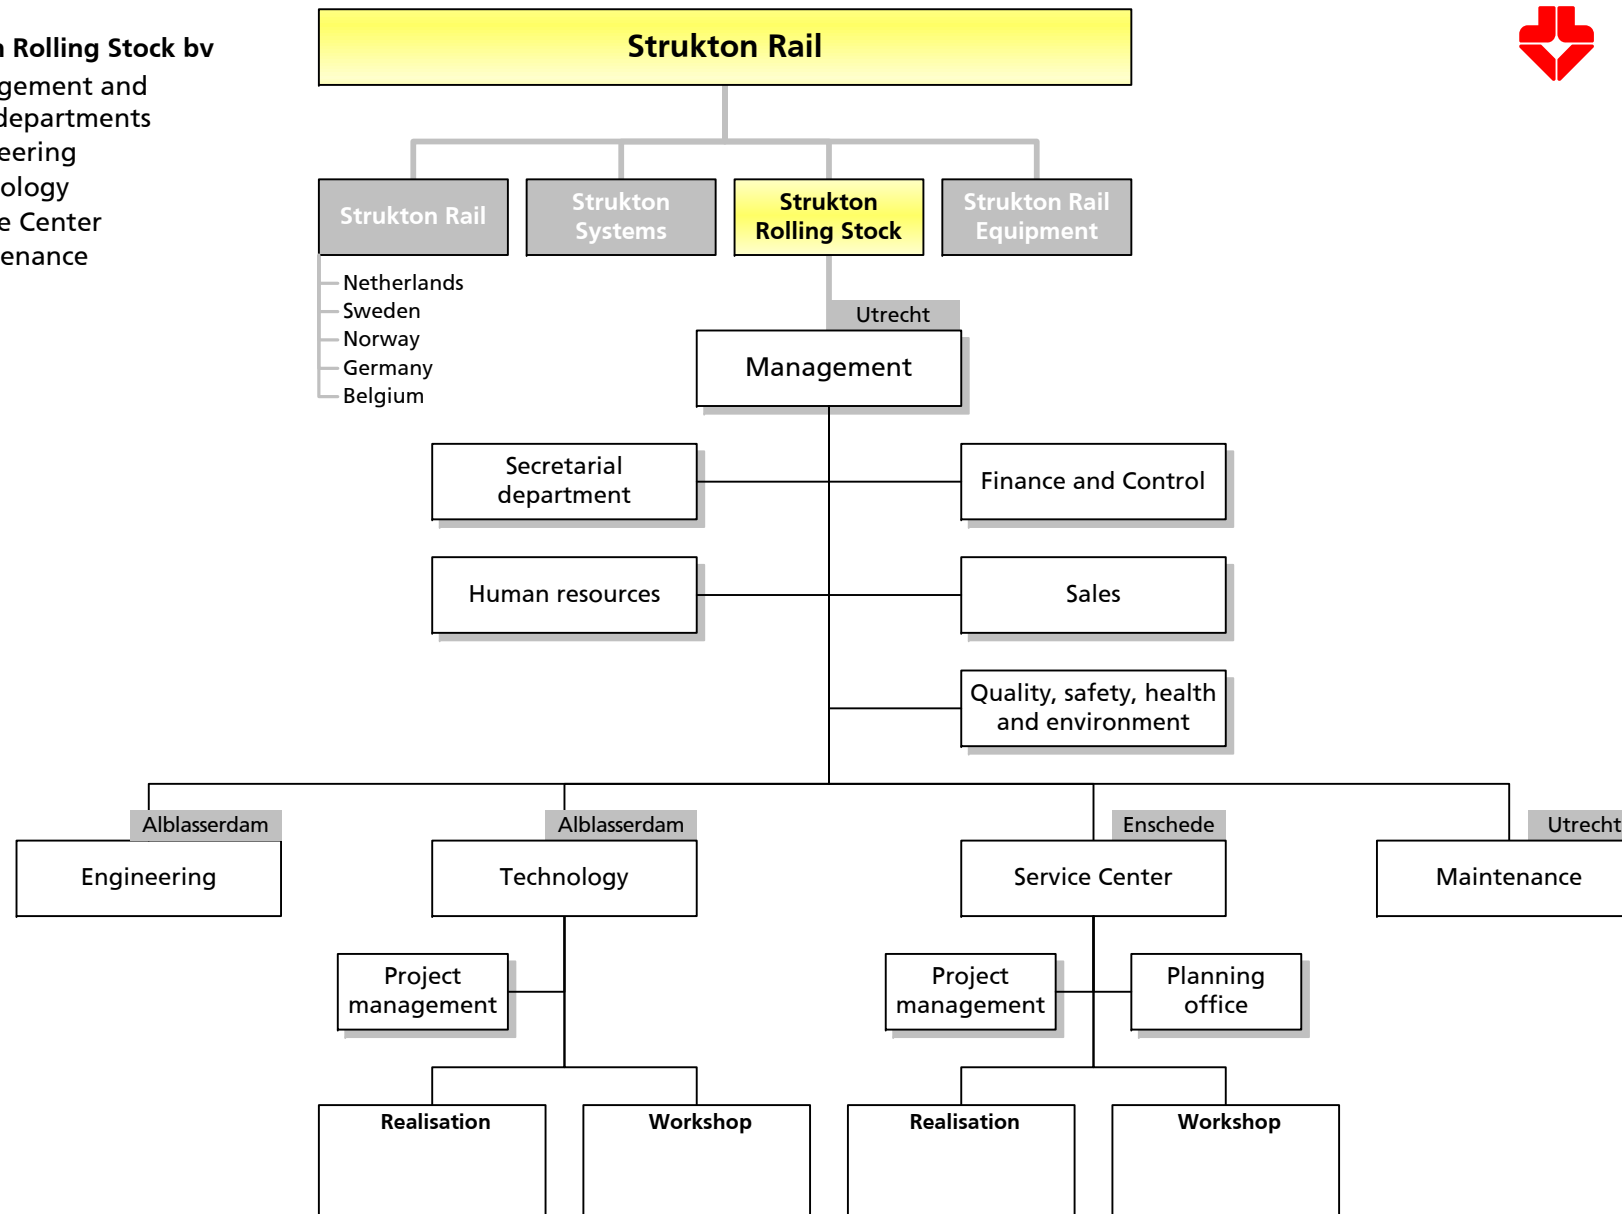 n Rolling Stock bv
gement and
departments
eering
ology
e Center
enance
Strukton Rail
Strukton Rail
Strukton
Systems
Strukton
Rolling Stock
Strukton Rail
Equipment
Netherlands
Sweden
Norway
Germany
Belgium
Utrecht
Management
Secretarial
department
Finance and Control
Human resources
Sales
Quality, safety, health
and environment
Alblasserdam
Engineering
Alblasserdam
Technology
Enschede
Service Center
Utrecht
Maintenance
Project
management
Project
management
Planning
office
Realisation
Workshop
Realisation
Workshop